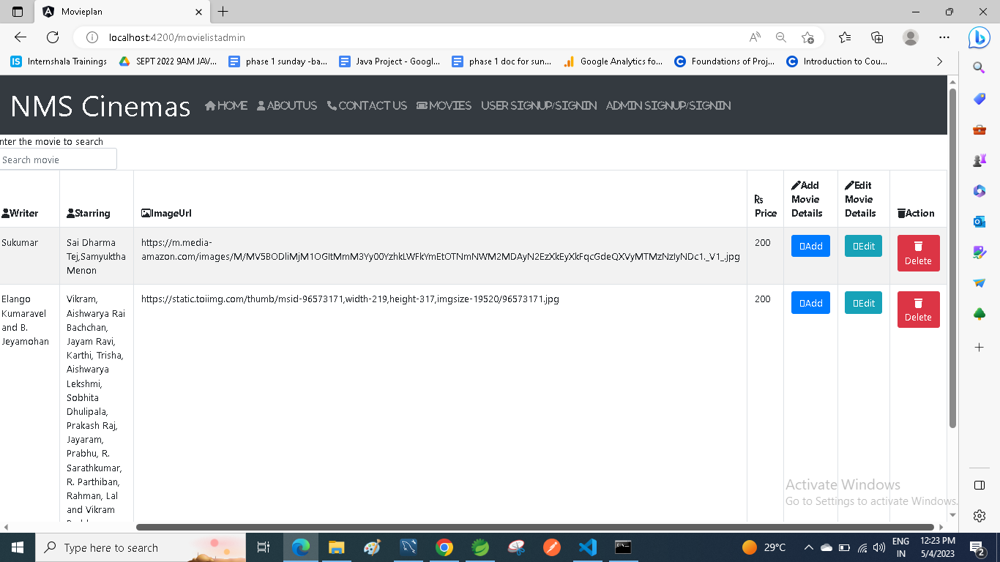 Movieplan
localhost:4200/movielistadmin
Internshala Trainings
SEPT 2022 9AM JAV...
phase 1 sunday -ba...
Java Project - Googl...
phase 1 doc for sun...
Google Analytics fo...
Foundations of Proj...
Introduction to Cou...
NMS Cinemas HOME ABOUTUS CONTACT US MOVIES USER SIGNUP/SIGNIN ADMIN SIGNUP/SIGNIN
nter the movie to search
Search movie
Writer
Starring
ImageUrl
Rs
Price
Add
Movie
Details
Edit
Movie
Details
Action
Sukumar
Sai Dharma
Tej,Samyuktha
Menon
https://m.media-
200
Add
Edit
Delete
Elango
Kumaravel
and B.
Jeyamohan
Vikram,
Aishwarya Rai
Bachchan,
Jayam Ravi,
Karthi, Trisha,
Aishwarya
Lekshmi,
Sobhita
Dhulipala,
Prakash Raj,
Jayaram,
Prabhu, R.
Sarathkumar,
R. Parthiban,
Rahman, Lal
and Vikram
https://static.toiimg.com/thumb/msid-96573171,width-219,height-317,imgsize-19520/96573171.jpg
200
Add
Edit
Delete
Activate Windows
Go to Settings to activate Windows.
Type here to search
29°C
ENG
IN
12:23 PM
5/4/2023
2